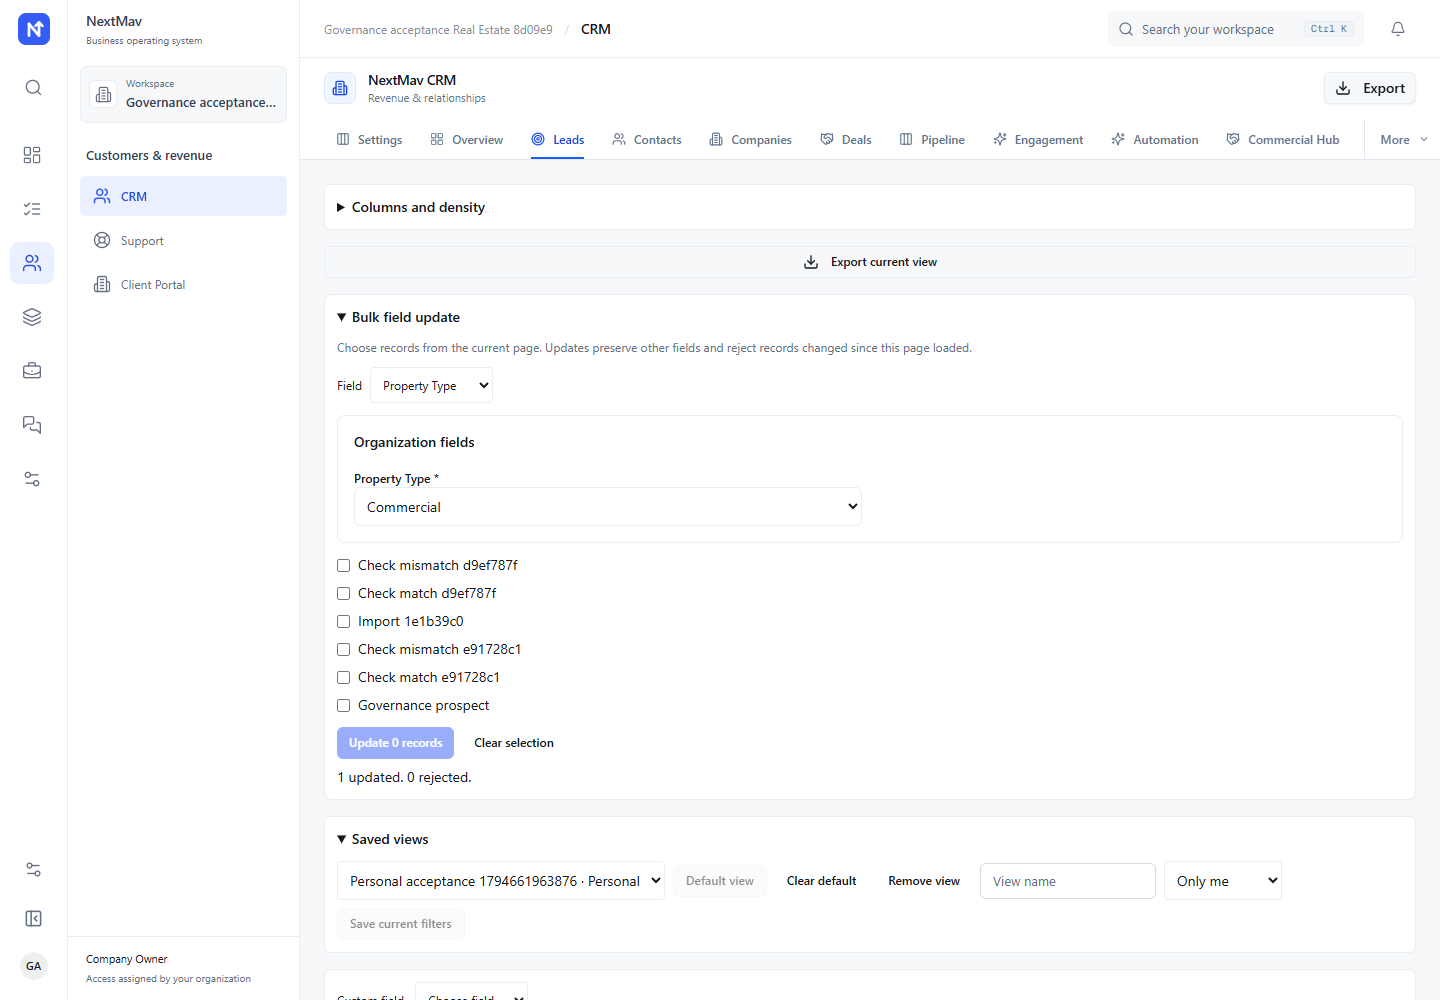 NextMav
Business operating system
Workspace
Governance acceptance...
Customers & revenue
CRM
Support
Client Portal
Company Owner
Access assigned by your organization
GA
Governance acceptance Real Estate 8d09e9 / CRM
Search your workspace Ctrl K
NextMav CRM
Revenue & relationships
Export
Settings Overview Leads Contacts Companies Deals Pipeline Engagement Automation Commercial Hub More
Columns and density
Export current view
Bulk field update
Choose records from the current page. Updates preserve other fields and reject records changed since this page loaded.
Field Property Type
Organization fields
Property Type *
Commercial
Check mismatch d9ef787f
Check match d9ef787f
Import 1e1b39c0
Check mismatch e91728c1
Check match e91728c1
Governance prospect
Update 0 records Clear selection
1 updated. 0 rejected.
Saved views
Personal acceptance 1794661963876 · Personal Default view Clear default Remove view View name Only me
Save current filters
Custom field Choose field